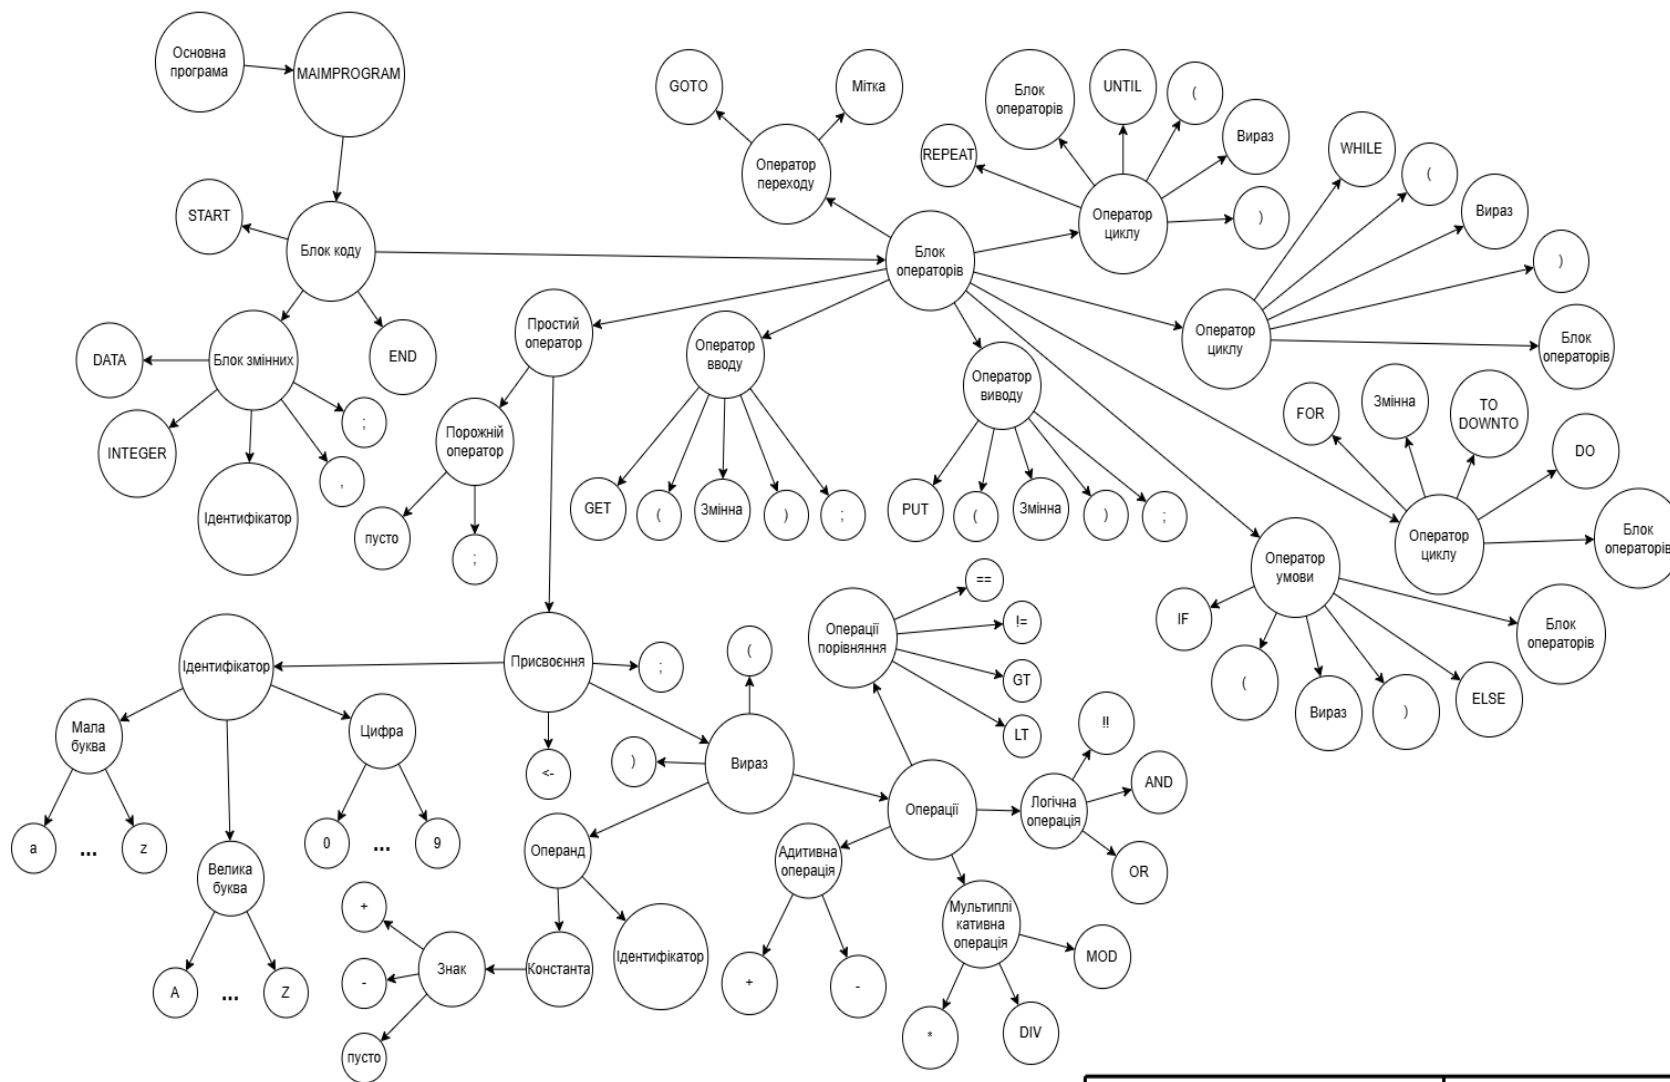 Основна
програма
MAIMPROGRAM
GOTO
Мітка
Оператор
переходу
REPEAT
Блок
операторів
UNTIL
(
Вираз
)
Оператор
циклу
WHILE
(
Вираз
)
Блок
операторів
Оператор
циклу
START
Блок коду
Блок
операторів
END
Блок змінних
DATA
INTEGER
Ідентифікатор
,
;
Простий
оператор
Порожній
оператор
пусто
;
Оператор
вводу
GET
(
Змінна
)
;
Оператор
виводу
PUT
(
Змінна
)
;
FOR
Змінна
TO
DOWNTO
DO
Блок
операторів
Оператор
циклу
Оператор
умови
IF
(
Вираз
)
ELSE
Блок
операторів
Ідентифікатор
Присвоєння
;
<-
Мала
буква
a
...
z
Велика
буква
A
...
Z
Цифра
0
...
9
(
)
Вираз
Операнд
Константа
Ідентифікатор
Знак
+
-
пусто
Операції
Операції
порівняння
==
!=
GT
LT
Логічна
операція
!!
AND
OR
Адитивна
операція
+
-
Мультиплі
кативна
операція
*
DIV
MOD